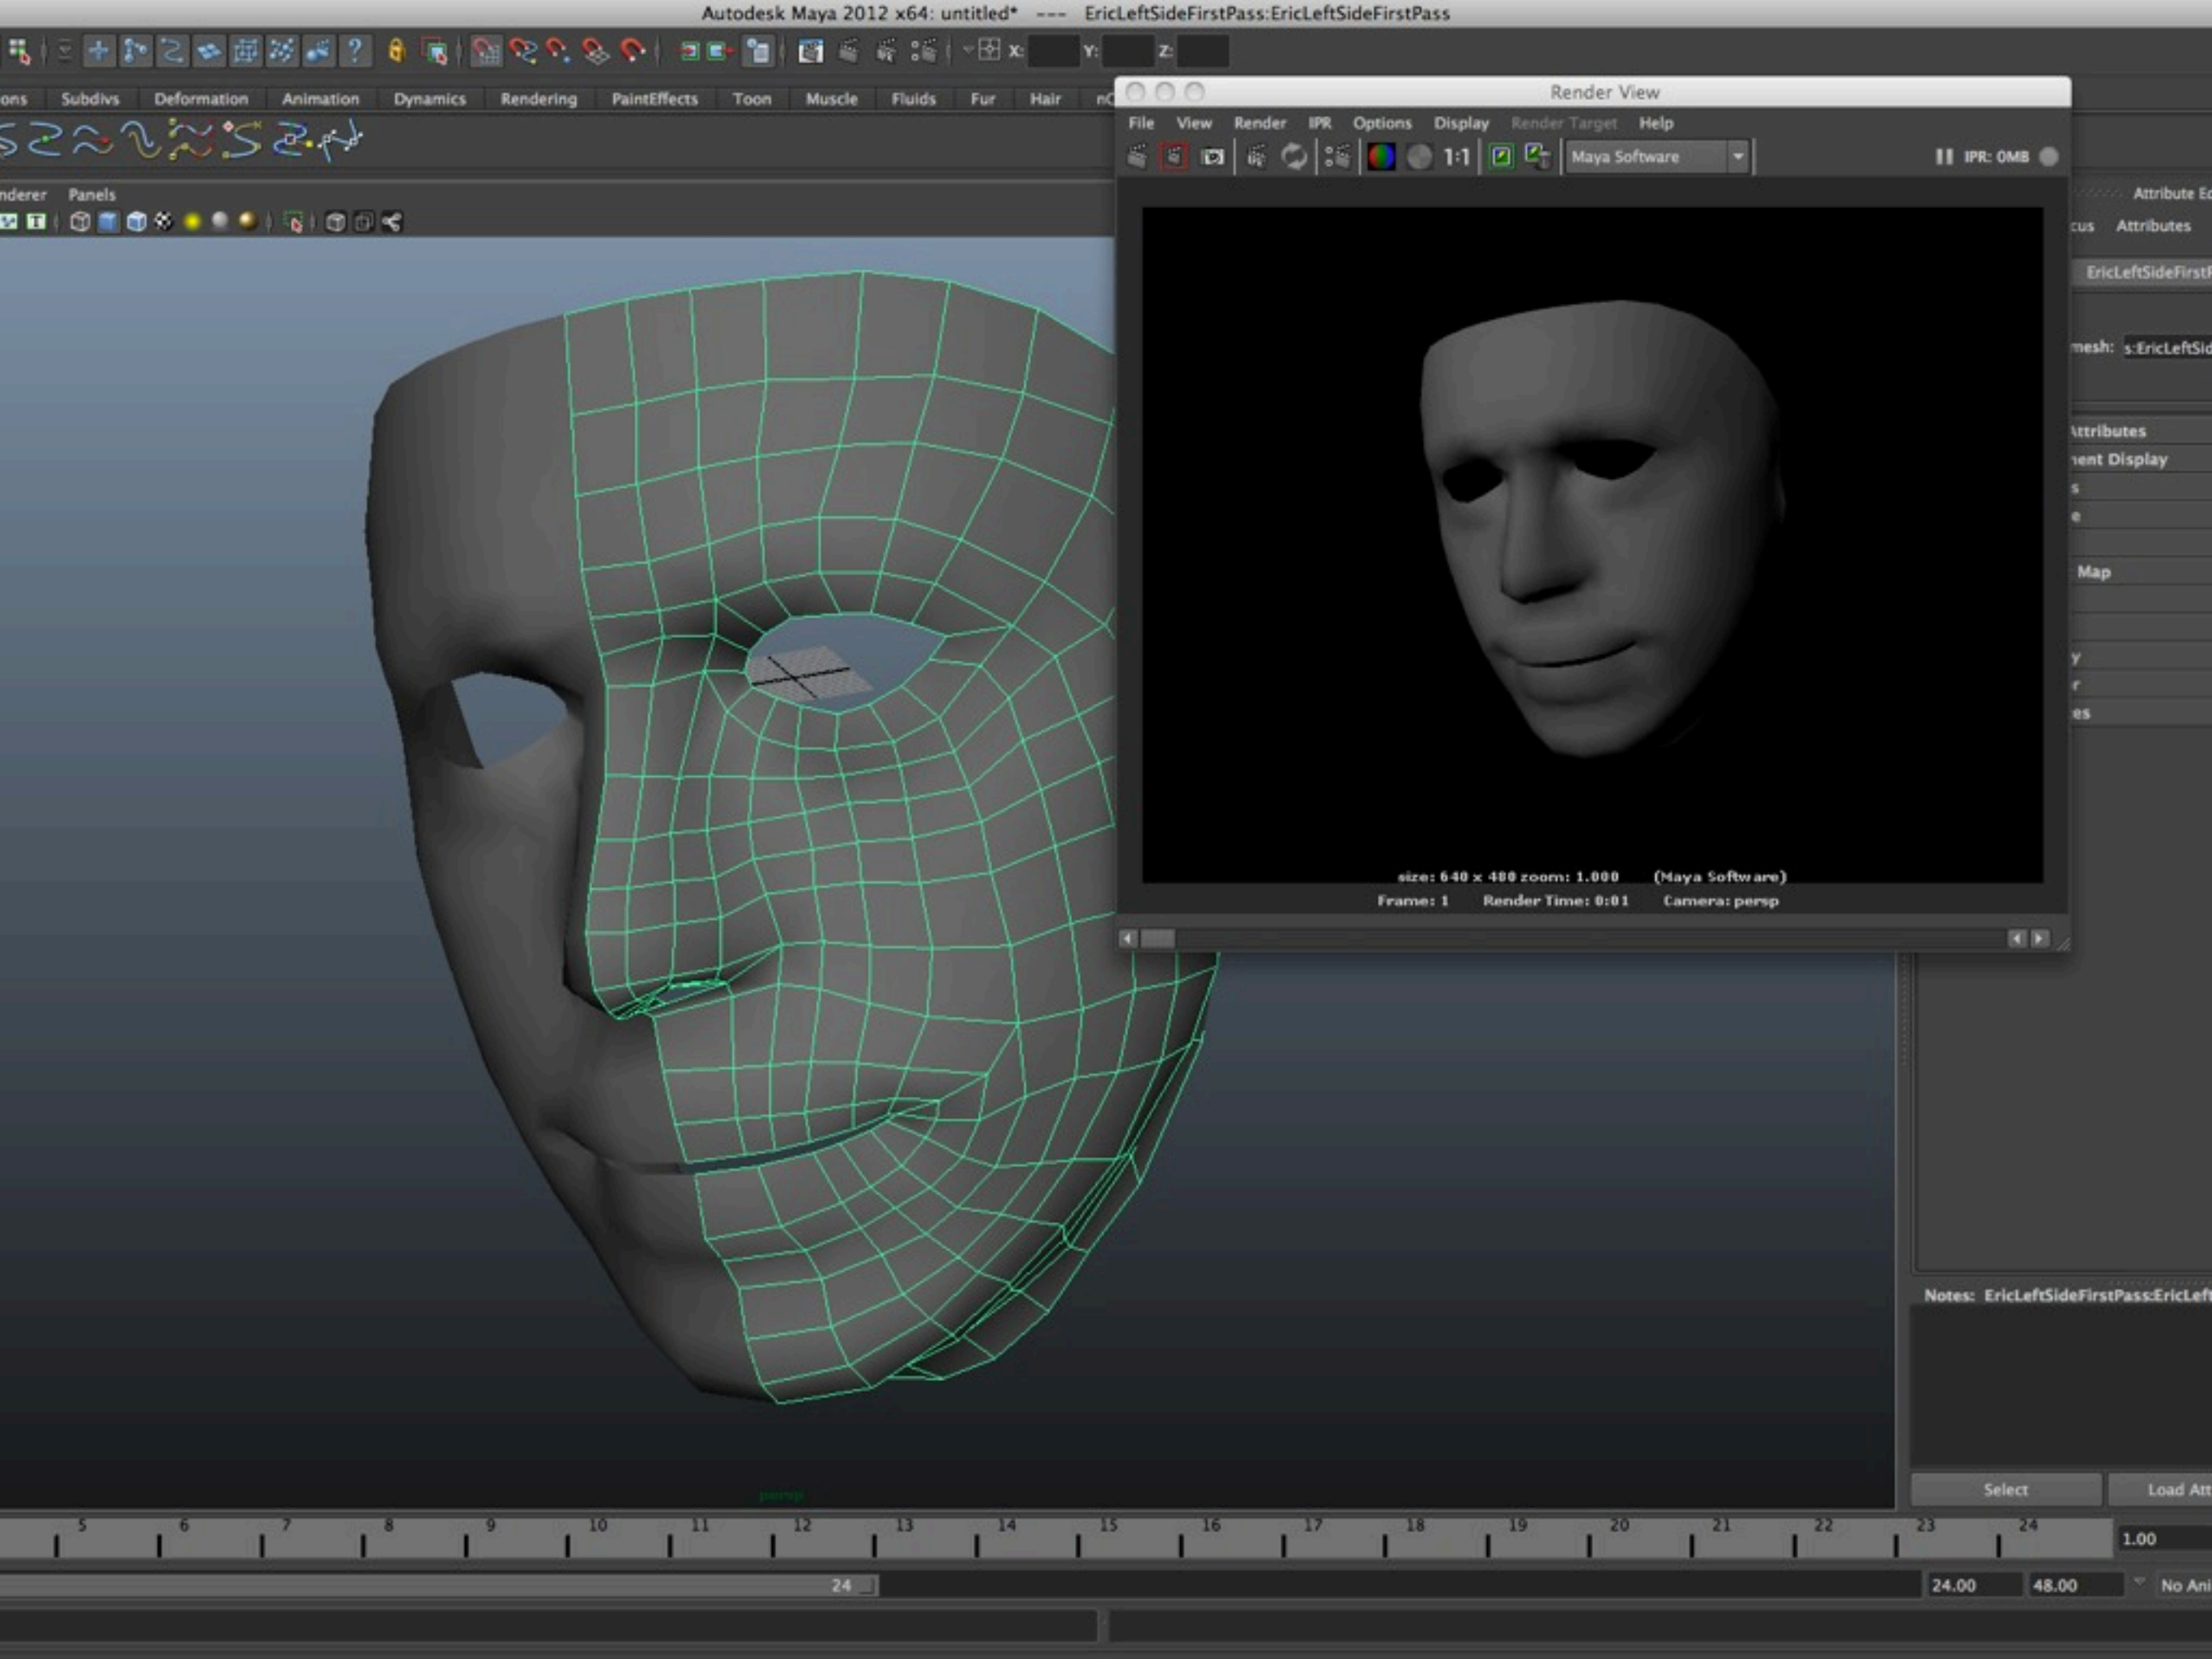 Autodesk Maya 2012 x64: untitled* --- EricLeftSideFirstPass:EricLeftSideFirstPass
X: Y: Z:
ons Subdivs Deformation Animation Dynamics Rendering PaintEffects Toon Muscle Fluids Fur Hair nC
Render View
File View Render IPR Options Display Render Target Help
1:1 Maya Software IPR: 0MB
nderer Panels
Attribute Ed
cus Attributes
EricLeftSideFirstP
mesh: s:EricLeftSid
Attributes
nent Display
s
e
Map
y
r
es
size: 640 x 480 zoom: 1.000 (Maya Software)
Frame: 1 Render Time: 0:01 Camera: persp
Notes: EricLeftSideFirstPass:EricLeft
Select Load Att
persp
5 6 7 8 9 10 11 12 13 14 15 16 17 18 19 20 21 22 23 24
1.00
24 24.00 48.00 No Ani